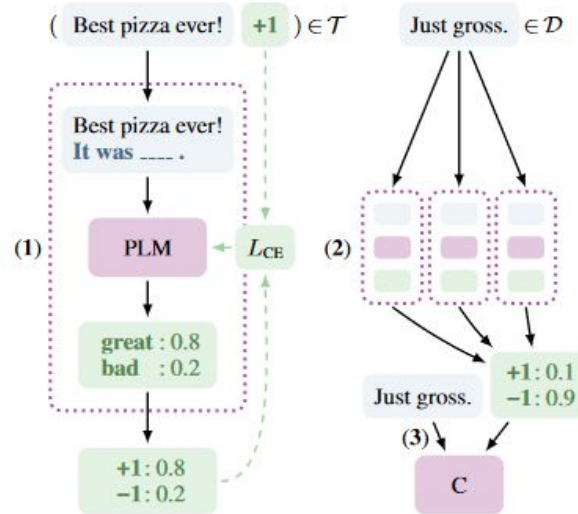 ( Best pizza ever! +1 ) ∈ 𝒯
Best pizza ever!
It was ____ .
(1)
PLM
L_CE
great : 0.8
bad : 0.2
+1: 0.8
−1: 0.2
Just gross. ∈ 𝒟
(2)
+1: 0.1
−1: 0.9
Just gross.
(3)
C